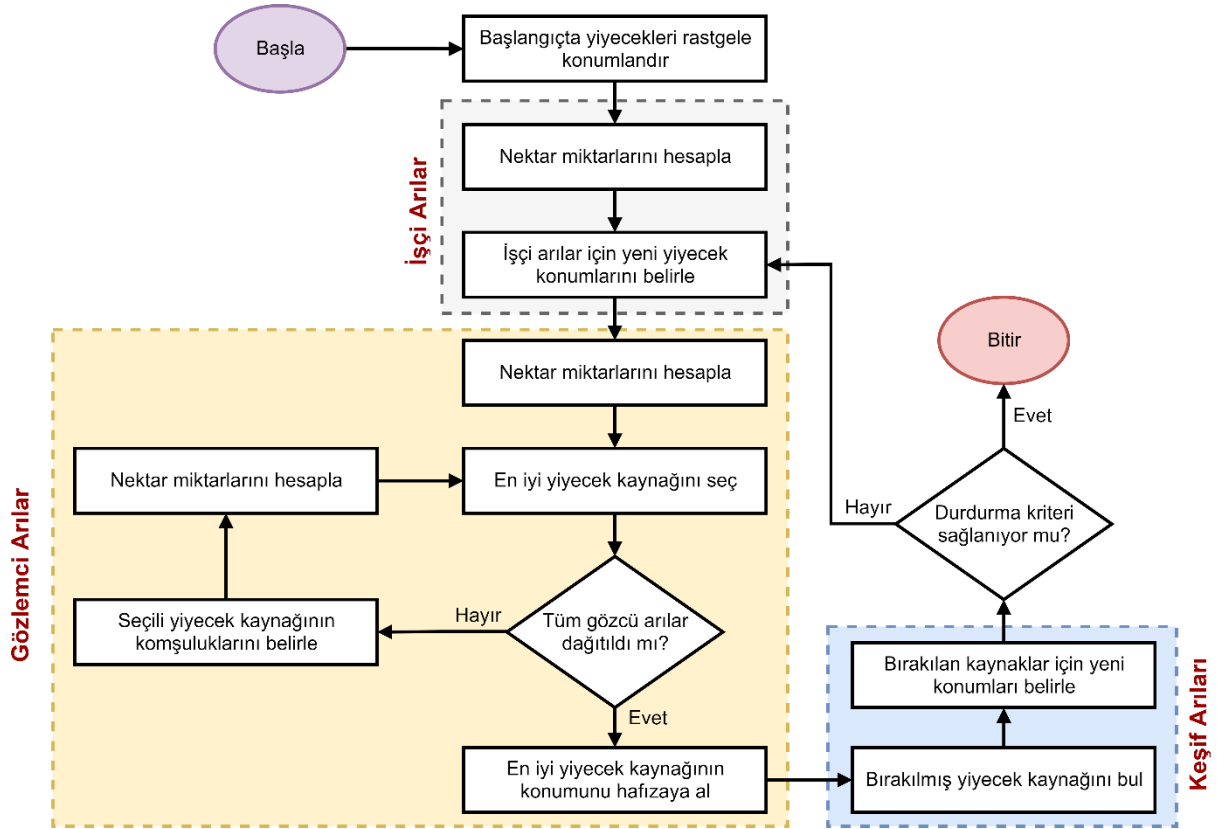 Başla
Başlangıçta yiyecekleri rastgele
konumlandır
İşçi Arılar
Nektar miktarlarını hesapla
İşçi arılar için yeni yiyecek
konumlarını belirle
Gözlemci Arılar
Nektar miktarlarını hesapla
Nektar miktarlarını hesapla
En iyi yiyecek kaynağını seç
Seçili yiyecek kaynağının
komşuluklarını belirle
Hayır
Tüm gözcü arılar
dağıtıldı mı?
Evet
En iyi yiyecek kaynağının
konumunu hafızaya al
Keşif Arıları
Bırakılmış yiyecek kaynağını bul
Bırakılan kaynaklar için yeni
konumları belirle
Durdurma kriteri
sağlanıyor mu?
Hayır
Evet
Bitir